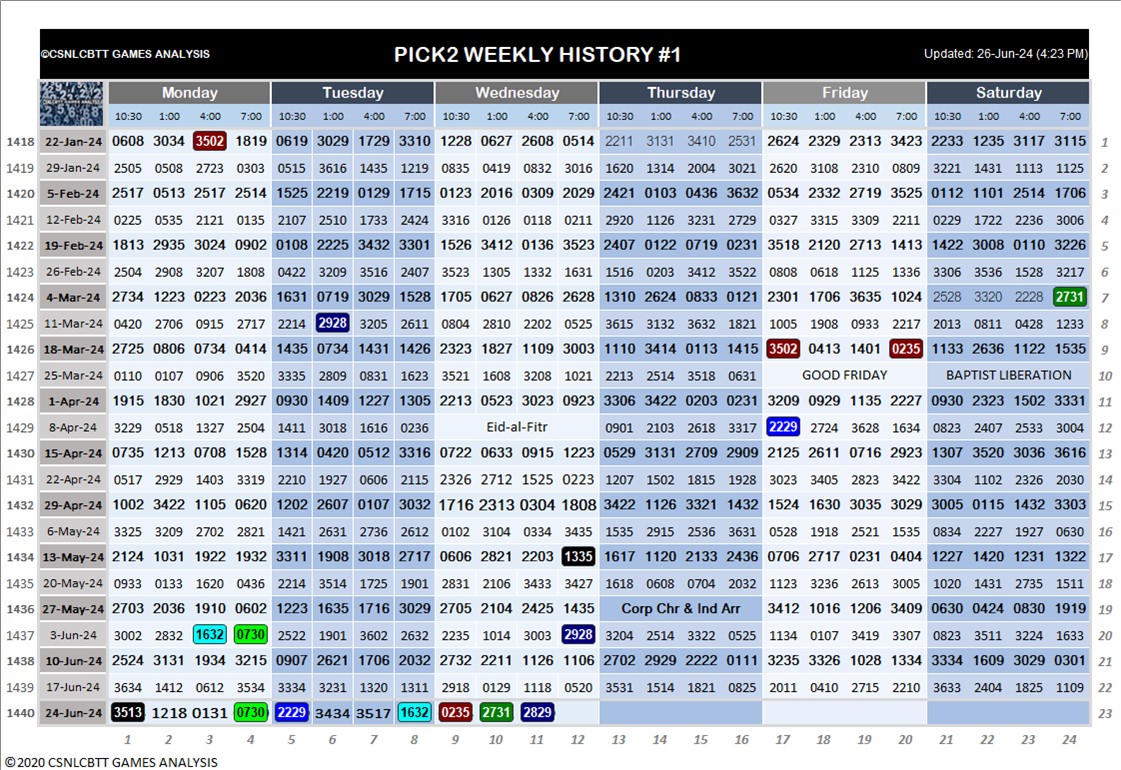 ©CSNLCBTT GAMES ANALYSIS PICK2 WEEKLY HISTORY #1 Updated: 26-Jun-24 (4:23 PM)
Monday Tuesday Wednesday Thursday Friday Saturday
10:30 1:00 4:00 7:00 10:30 1:00 4:00 7:00 10:30 1:00 4:00 7:00 10:30 1:00 4:00 7:00 10:30 1:00 4:00 7:00 10:30 1:00 4:00 7:00
1418 22-Jan-24 0608 3034 3502 1819 0619 3029 1729 3310 1228 0627 2608 0514 2211 3131 3410 2531 2624 2329 2313 3423 2233 1235 3117 3115 1
1419 29-Jan-24 2505 0508 2723 0303 0515 3616 1435 1219 0835 0419 0832 3016 1620 1314 2004 3021 2620 3108 2310 0809 3221 1431 1113 1125 2
1420 5-Feb-24 2517 0513 2517 2514 1525 2219 0129 1715 0123 2016 0309 2029 2421 0103 0436 3632 0534 2332 2719 3525 0112 1101 2514 1706 3
1421 12-Feb-24 0225 0535 2121 0135 2107 2510 1733 2424 3316 0126 0118 0211 2920 1126 3231 2729 0327 3315 3309 2211 0229 1722 2236 3006 4
1422 19-Feb-24 1813 2935 3024 0902 0108 2225 3432 3301 1526 3412 0136 3523 2407 0122 0719 0231 3518 2120 2713 1413 1422 3008 0110 3226 5
1423 26-Feb-24 2504 2908 3207 1808 0422 3209 3516 2407 3523 1305 1332 1631 1516 0203 3412 3522 0808 0618 1125 1336 3306 3536 1528 3217 6
1424 4-Mar-24 2734 1223 0223 2036 1631 0719 3029 1528 1705 0627 0826 2628 1310 2624 0833 0121 2301 1706 3635 1024 2528 3320 2228 2731 7
1425 11-Mar-24 0420 2706 0915 2717 2214 2928 3205 2611 0804 2810 2202 0525 3615 3132 3632 1821 1005 1908 0933 2217 2013 0811 0428 1233 8
1426 18-Mar-24 2725 0806 0734 0414 1435 0734 1431 1426 2323 1827 1109 3003 1110 3414 0113 1415 3502 0413 1401 0235 1133 2636 1122 1535 9
1427 25-Mar-24 0110 0107 0906 3520 3335 2809 0831 1623 3521 1608 3208 1021 2213 2514 3518 0631 GOOD FRIDAY BAPTIST LIBERATION 10
1428 1-Apr-24 1915 1830 1021 2927 0930 1409 1227 1305 2213 0523 3023 0923 3306 3422 0203 0231 3209 0929 1135 2227 0930 2323 1502 3331 11
1429 8-Apr-24 3229 0518 1327 2504 1411 3018 1616 0236 Eid-al-Fitr 0901 2103 2618 3317 2229 2724 3628 1634 0823 2407 2533 3004 12
1430 15-Apr-24 0735 1213 0708 1528 1314 0420 0512 3316 0722 0633 0915 1223 0529 3131 2709 2909 2125 2611 0716 2923 1307 3520 3036 3616 13
1431 22-Apr-24 0517 2929 1403 3319 2210 1927 0606 2115 2326 2712 1525 0223 1207 1502 1815 1928 3023 3405 2823 3422 3304 1102 2326 2030 14
1432 29-Apr-24 1002 3422 1105 0620 1202 2607 0107 3032 1716 2313 0304 1808 3422 1126 3321 1432 1524 1630 3035 3029 3005 0115 1432 3303 15
1433 6-May-24 3325 3209 2702 2821 1421 2631 2736 2612 0102 3104 0334 3435 1535 2915 2536 3631 0528 1918 2521 1535 0834 2227 1927 0630 16
1434 13-May-24 2124 1031 1922 1932 3311 1908 3018 2717 0606 2821 2203 1335 1617 1120 2133 2436 0706 2717 0231 0404 1227 1420 1231 1322 17
1435 20-May-24 0933 0133 1620 0436 2214 3514 1725 1901 2831 2106 3433 3427 1618 0608 0704 2032 1123 3236 2613 3005 1020 1431 2735 1511 18
1436 27-May-24 2703 2036 1910 0602 1223 1635 1716 3029 2705 2104 2425 1435 Corp Chr & Ind Arr 3412 1016 1206 3409 0630 0424 0830 1919 19
1437 3-Jun-24 3002 2832 1632 0730 2522 1901 3602 2632 2235 1014 3003 2928 3204 2514 3322 0525 1134 0107 3419 3307 0823 3511 3224 1633 20
1438 10-Jun-24 2524 3131 1934 3215 0907 2621 1706 2032 2732 2211 1126 1106 2702 2929 2222 0111 3235 3326 1028 1334 3334 1609 3029 0301 21
1439 17-Jun-24 3634 1412 0612 3534 3334 3231 1320 1311 2918 0129 1118 0520 3531 1514 1821 0825 2011 0410 2715 2210 3633 2404 1825 1109 22
1440 24-Jun-24 3513 1218 0131 0730 2229 3434 3517 1632 0235 2731 2829 23
1 2 3 4 5 6 7 8 9 10 11 12 13 14 15 16 17 18 19 20 21 22 23 24
©2020 CSNLCBTT GAMES ANALYSIS